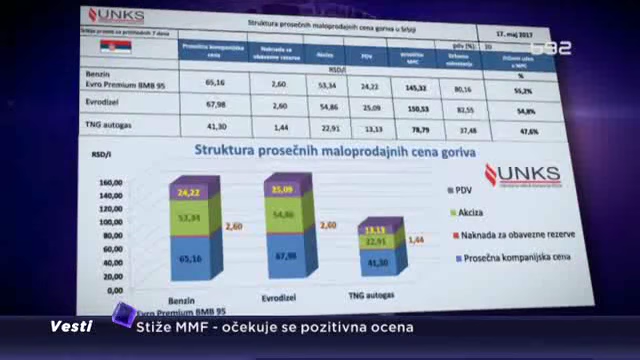 UNKS
Struktura prosečnih maloprodajnih cena goriva u Srbiji
17. maj 2017
pdv (%): 20
B92
Prosečna kompanijska cena
Naknada za obavezne rezerve
Akciza
PDV
RSD/l
%
Benzin
Evro Premium BMB 95 65,16 2,60 53,34 24,22 145,32 80,16 55,2%
Evrodizel 67,98 2,60 54,86 25,09 150,53 82,55 54,8%
TNG autogas 41,30 1,44 22,91 13,13 78,79 37,48 47,6%
Struktura prosečnih maloprodajnih cena goriva
UNKS
RSD/l
160,00
140,00
120,00
100,00
80,00
60,00
40,00
20,00
0,00
24,22
53,34
2,60
65,16
25,09
54,86
2,60
67,98
13,13
22,91
1,44
41,30
PDV
Akciza
Naknada za obavezne rezerve
Prosečna kompanijska cena
Benzin
Evro Premium BMB 95
Evrodizel
TNG autogas
Vesti
Stiže MMF - očekuje se pozitivna ocena